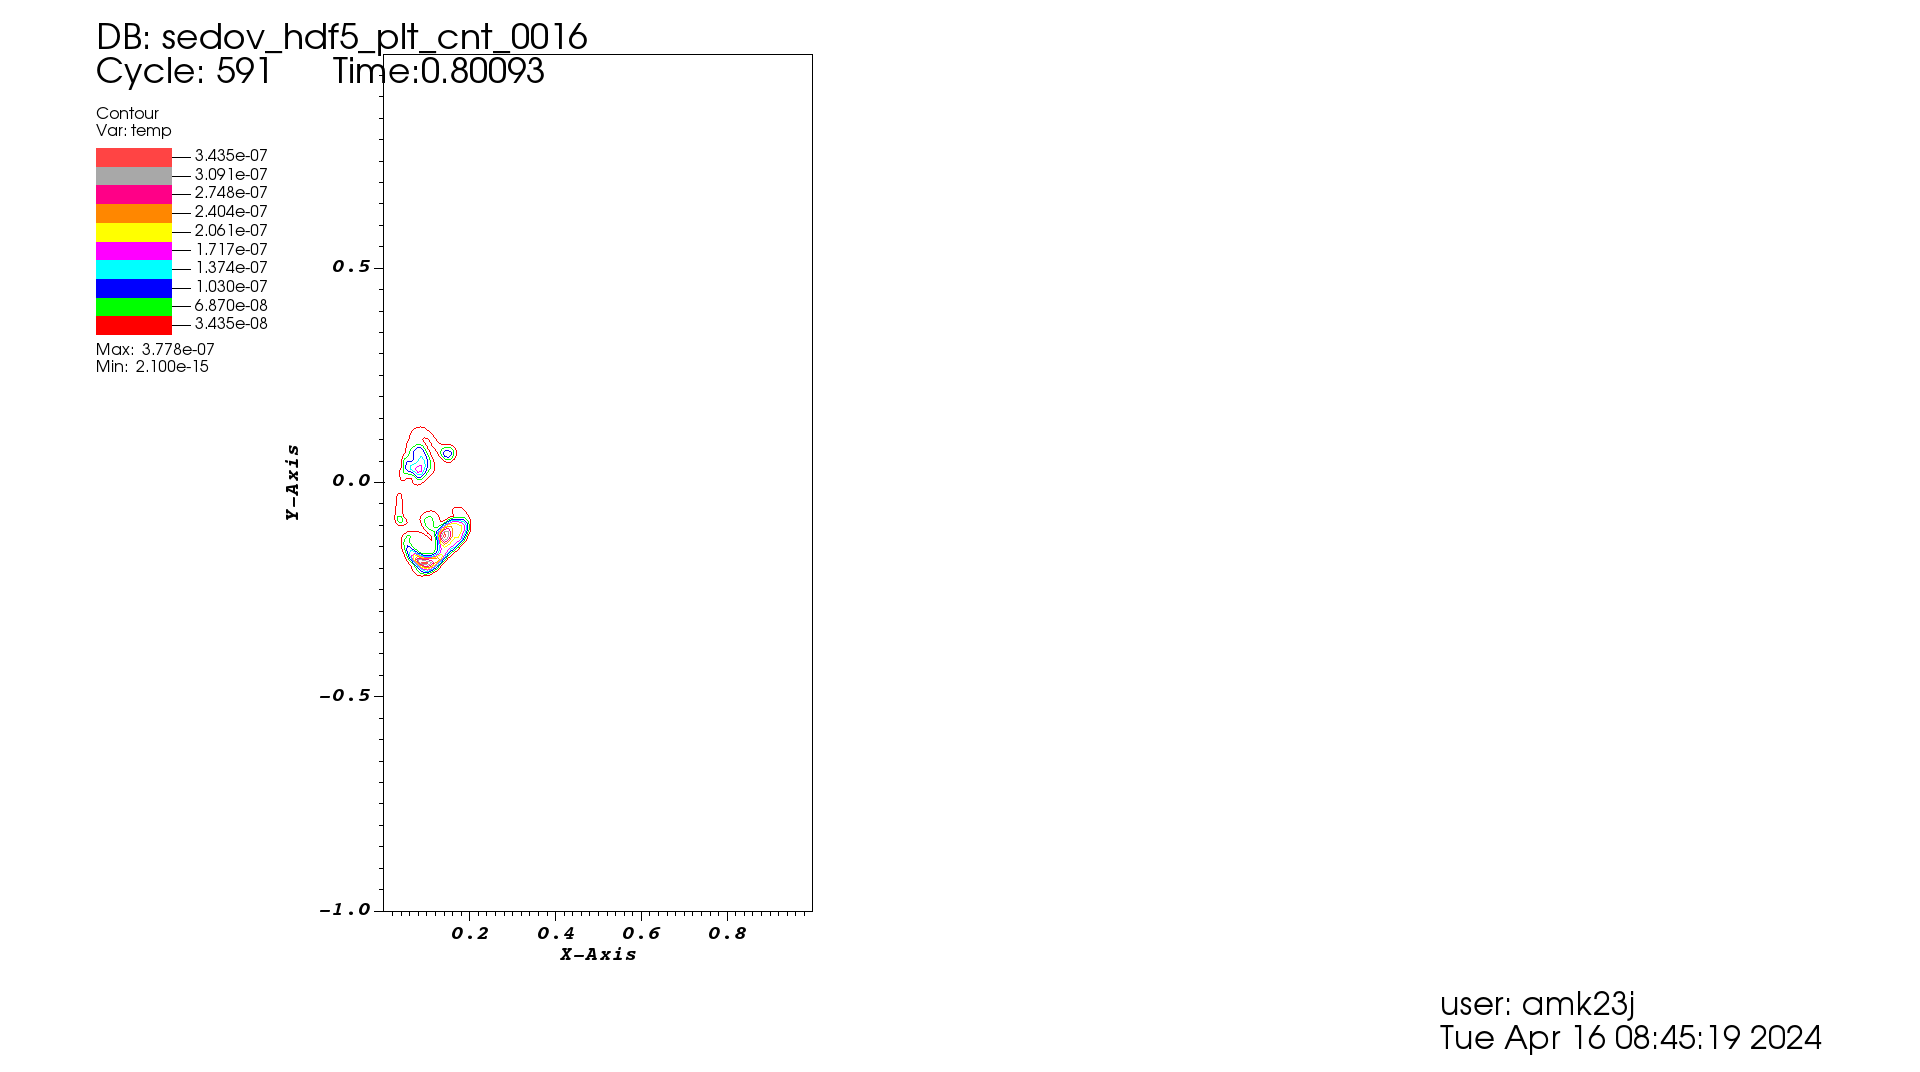 DB: sedov_hdf5_plt_cnt_0016
Cycle: 591 Time:0.80093
Contour
Var: temp
3.435e-07
3.091e-07
2.748e-07
2.404e-07
2.061e-07
1.717e-07
1.374e-07
1.030e-07
6.870e-08
3.435e-08
Max: 3.778e-07
Min: 2.100e-15
0.5
0.0
-0.5
-1.0
Y-Axis
0.2 0.4 0.6 0.8
X-Axis
user: amk23j
Tue Apr 16 08:45:19 2024